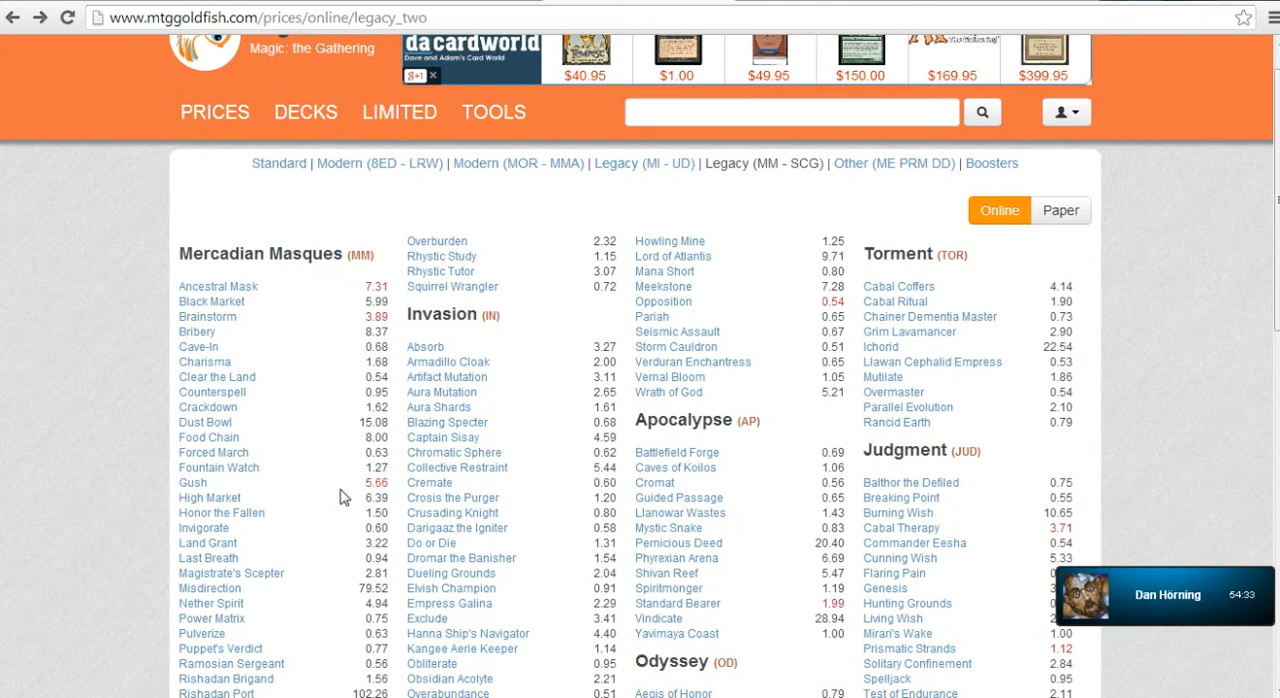 www.mtggoldfish.com/prices/online/legacy_two
Magic: the Gathering
dacardworld
Dave and Adam's Card World
g+1 x
$40.95
$1.00
$49.95
$150.00
$169.95
$399.95
PRICES DECKS LIMITED TOOLS
Standard | Modern (8ED - LRW) | Modern (MOR - MMA) | Legacy (MI - UD) | Legacy (MM - SCG) | Other (ME PRM DD) | Boosters
Online Paper
Mercadian Masques (MM)
Ancestral Mask 7.31
Black Market 5.99
Brainstorm 3.89
Bribery 8.37
Cave-In 0.68
Charisma 1.68
Clear the Land 0.54
Counterspell 0.95
Crackdown 1.62
Dust Bowl 15.08
Food Chain 8.00
Forced March 0.63
Fountain Watch 1.27
Gush 5.66
High Market 6.39
Honor the Fallen 1.50
Invigorate 0.60
Land Grant 3.22
Last Breath 0.94
Magistrate's Scepter 2.81
Misdirection 79.52
Nether Spirit 4.94
Power Matrix 0.75
Pulverize 0.63
Puppet's Verdict 0.77
Ramosian Sergeant 0.56
Rishadan Brigand 1.56
Rishadan Port 102.26
Overburden 2.32
Rhystic Study 1.15
Rhystic Tutor 3.07
Squirrel Wrangler 0.72
Invasion (IN)
Absorb 3.27
Armadillo Cloak 2.00
Artifact Mutation 3.11
Aura Mutation 2.65
Aura Shards 1.61
Blazing Specter 0.68
Captain Sisay 4.59
Chromatic Sphere 0.62
Collective Restraint 5.44
Cremate 0.60
Crosis the Purger 1.20
Crusading Knight 0.80
Darigaaz the Igniter 0.58
Do or Die 1.31
Dromar the Banisher 1.54
Dueling Grounds 2.04
Elvish Champion 0.91
Empress Galina 2.29
Exclude 3.41
Hanna Ship's Navigator 4.40
Kangee Aerie Keeper 1.14
Obliterate 0.95
Obsidian Acolyte 2.21
Overabundance 0.51
Howling Mine 1.25
Lord of Atlantis 9.71
Mana Short 0.80
Meekstone 7.28
Opposition 0.54
Pariah 0.65
Seismic Assault 0.67
Storm Cauldron 0.51
Verduran Enchantress 0.65
Vernal Bloom 1.05
Wrath of God 5.21
Apocalypse (AP)
Battlefield Forge 0.69
Caves of Koilos 1.06
Cromat 0.56
Guided Passage 0.65
Llanowar Wastes 1.43
Mystic Snake 0.83
Pernicious Deed 20.40
Phyrexian Arena 6.69
Shivan Reef 5.47
Spiritmonger 1.19
Standard Bearer 1.99
Vindicate 28.94
Yavimaya Coast 1.00
Odyssey (OD)
Aegis of Honor 0.79
Torment (TOR)
Cabal Coffers 4.14
Cabal Ritual 1.90
Chainer Dementia Master 0.73
Grim Lavamancer 2.90
Ichorid 22.54
Llawan Cephalid Empress 0.53
Mutilate 1.86
Overmaster 0.54
Parallel Evolution 2.10
Rancid Earth 0.79
Judgment (JUD)
Balthor the Defiled 0.75
Breaking Point 0.55
Burning Wish 10.65
Cabal Therapy 3.71
Commander Eesha 0.54
Cunning Wish 5.33
Flaring Pain
Genesis
Hunting Grounds
Living Wish
Mirari's Wake 1.00
Prismatic Strands 1.12
Solitary Confinement 2.84
Spelljack 0.95
Test of Endurance 2.11
Dan Hörning 54:33